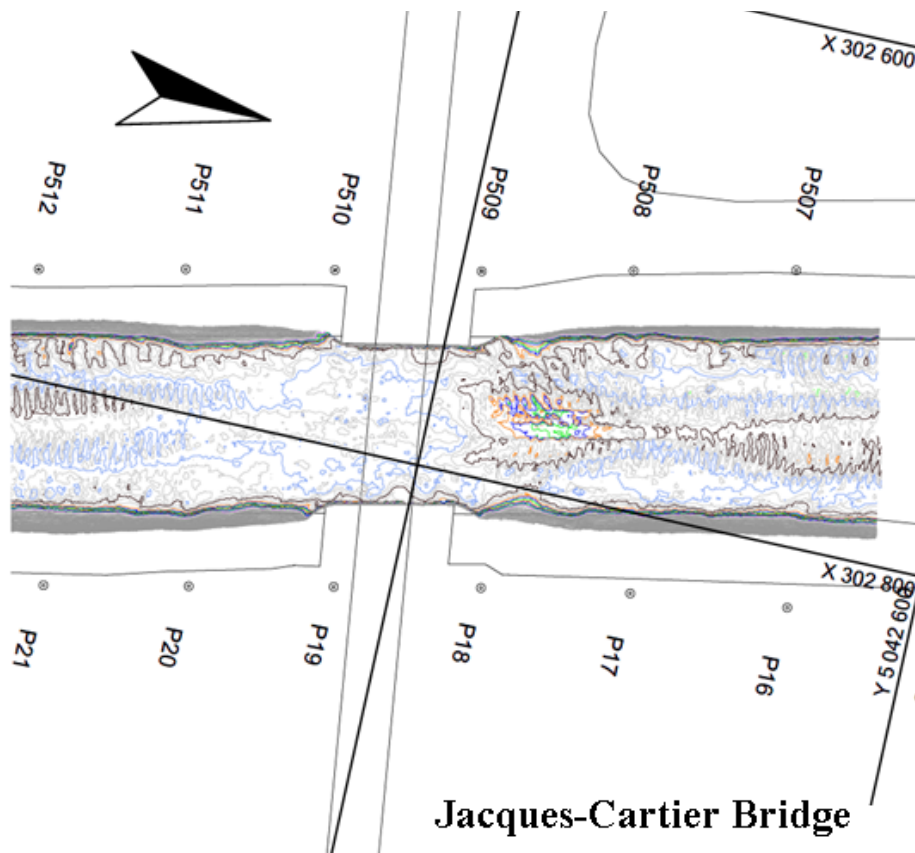 X 302 600
P512
P511
P510
P509
P508
P507
X 302 800
Y 5 042 600
P21
P20
P19
P18
P17
P16
Jacques-Cartier Bridge